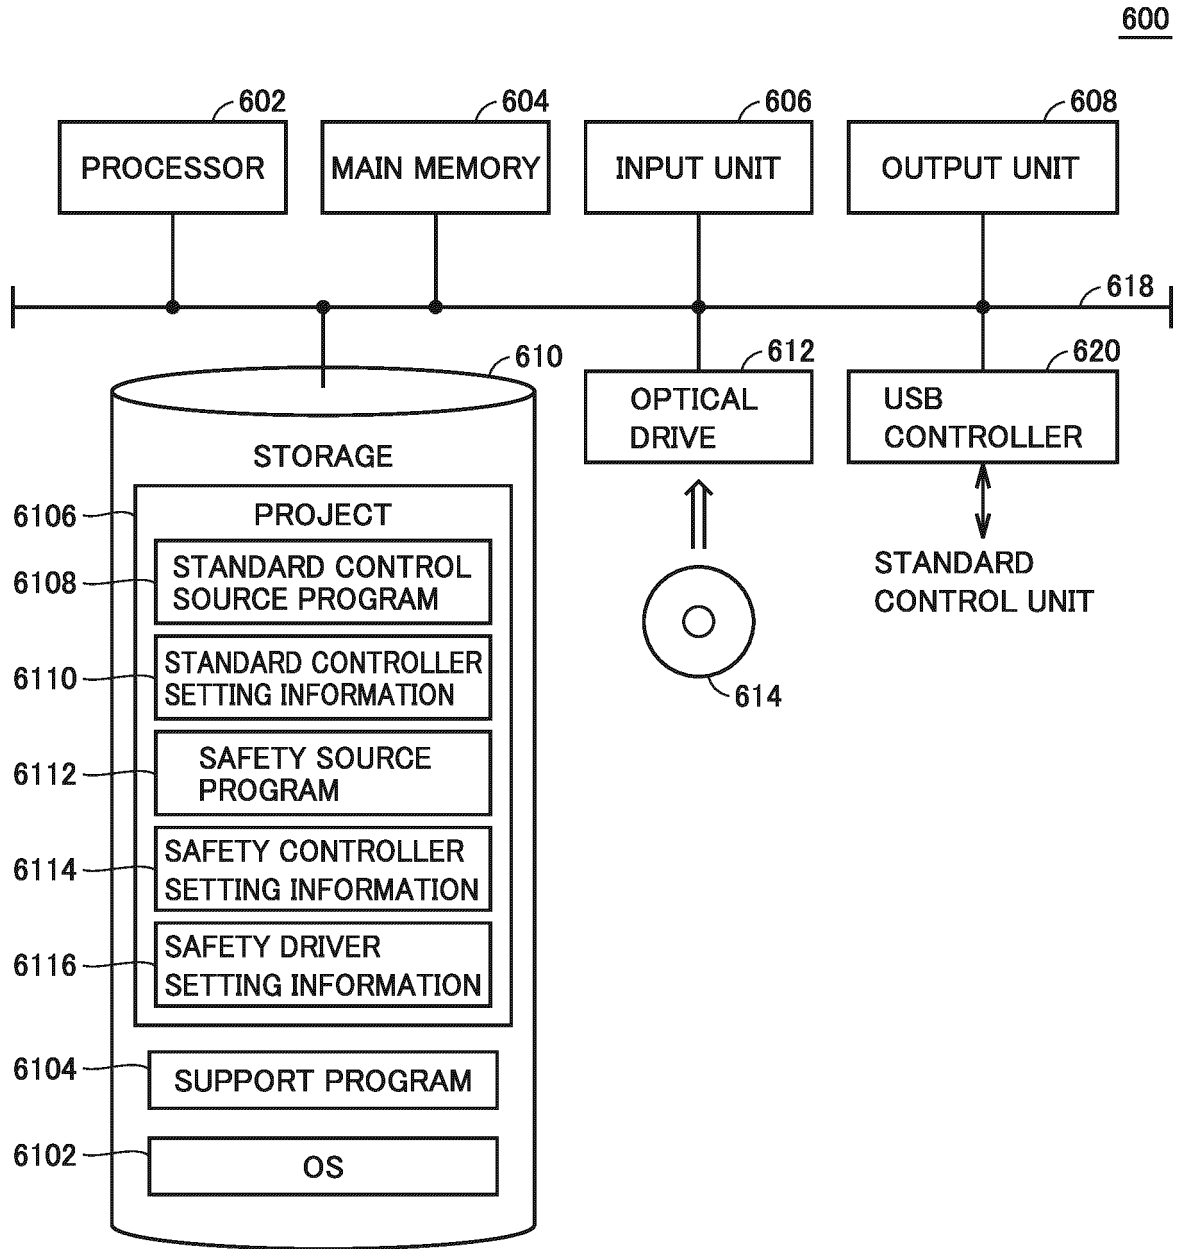 600
602
604
606
608
PROCESSOR
MAIN MEMORY
INPUT UNIT
OUTPUT UNIT
618
610
612
620
STORAGE
OPTICAL
DRIVE
USB
CONTROLLER
614
STANDARD
CONTROL UNIT
6106
PROJECT
6108
STANDARD CONTROL
SOURCE PROGRAM
6110
STANDARD CONTROLLER
SETTING INFORMATION
6112
SAFETY SOURCE
PROGRAM
6114
SAFETY CONTROLLER
SETTING INFORMATION
6116
SAFETY DRIVER
SETTING INFORMATION
6104
SUPPORT PROGRAM
6102
OS